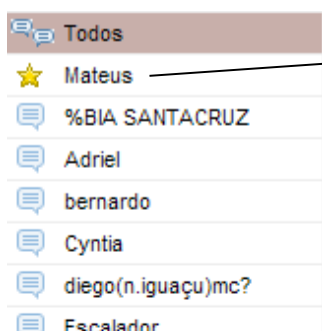 Todos
Mateus
%BIA SANTACRUZ
Adriel
bernardo
Cyntia
diego(n.iguaçu)mc?
Escalador